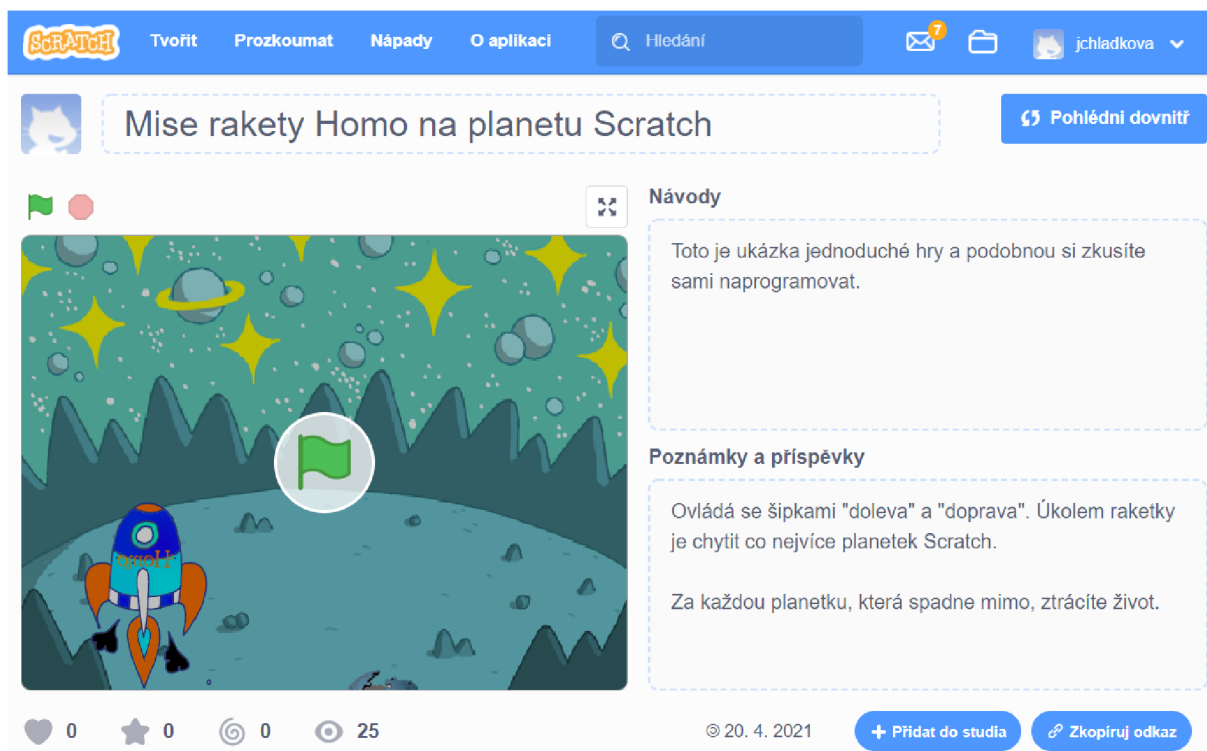 SCRATCH Tvořit Prozkoumat Nápady O aplikaci Hledání 7 jchladkova
Mise rakety Homo na planetu Scratch
Pohlédni dovnitř
Návody
Toto je ukázka jednoduché hry a podobnou si zkusíte
sami naprogramovat.
Homo
Poznámky a příspěvky
Ovládá se šipkami "doleva" a "doprava". Úkolem raketky
je chytit co nejvíce planetek Scratch.
Za každou planetku, která spadne mimo, ztrácíte život.
0 0 0 25
© 20. 4. 2021
+ Přidat do studia
Zkopíruj odkaz